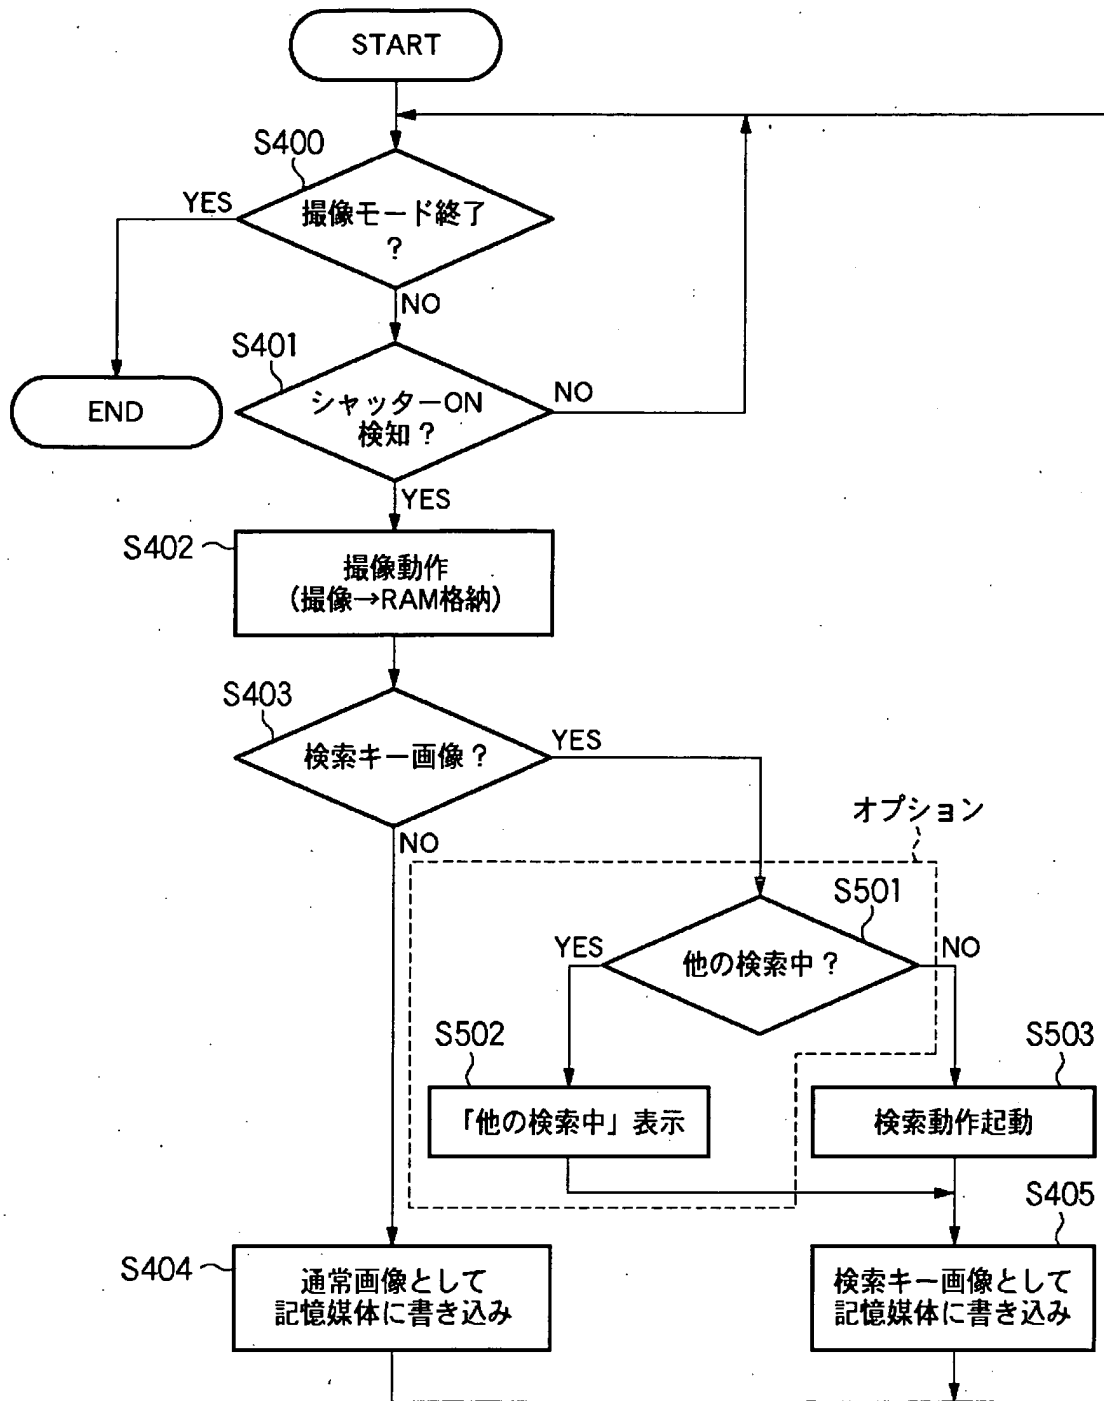 START
S400
YES
撮像モード終了
?
NO
S401
シャッターON
検知?
NO
END
YES
S402
撮像動作
(撮像→RAM格納)
S403
検索キー画像?
YES
NO
オプション
S501
YES
他の検索中?
NO
S502
S503
「他の検索中」表示
検索動作起動
S405
S404
通常画像として
記憶媒体に書き込み
検索キー画像として
記憶媒体に書き込み